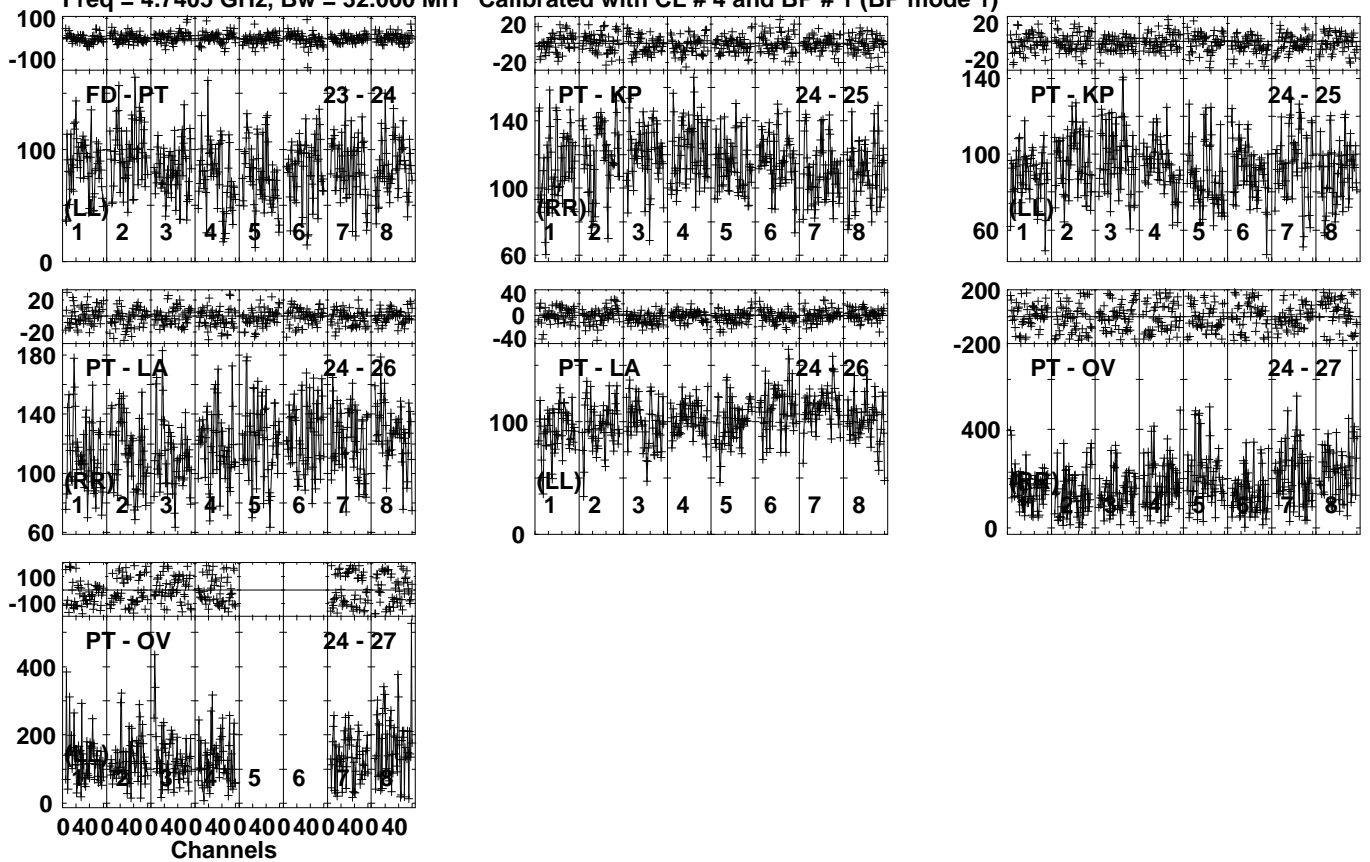 Freq = 4.7405 GHz, Bw = 32.000 MH Calibrated with CL # 4 and BP # 1 (BP mode 1)
100
-100
FD - PT 23 - 24
100
(LL)
1 2 3 4 5 6 7 8
0
20
-20
PT - KP 24 - 25
140
100
(RR)
1 2 3 4 5 6 7 8
60
20
-20
140
PT - KP 24 - 25
100
(LL)
60
1 2 3 4 5 6 7 8
20
-20
180
PT - LA 24 - 26
140
100
(RR)
1 2 3 4 5 6 7 8
60
40
0
-40
PT - LA 24 - 26
100
(LL)
1 2 3 4 5 6 7 8
0
200
-200
PT - OV 24 - 27
400
(RR)
1 2 3 4 5 6 7 8
0
100
-100
PT - OV 24 - 27
400
200
(LL)
1 2 3 4 5 6 7 8
0
0 40 0 40 0 40 0 40 0 40 0 40 0 40 0 40
Channels